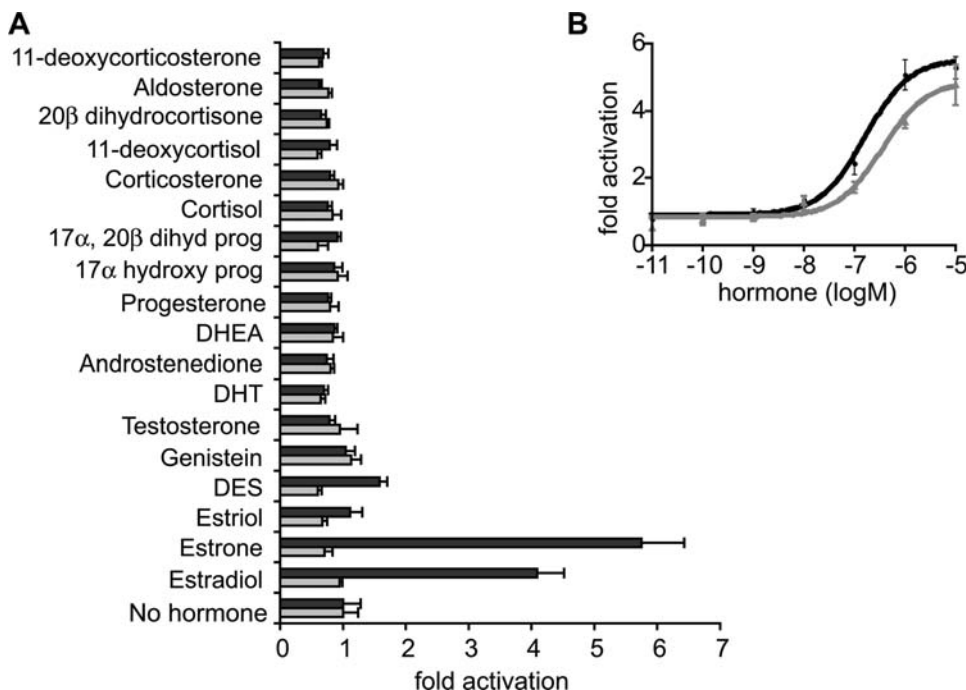 A
11-deoxycorticosterone
Aldosterone
20β dihydrocortisone
11-deoxycortisol
Corticosterone
Cortisol
17α, 20β dihyd prog
17α hydroxy prog
Progesterone
DHEA
Androstenedione
DHT
Testosterone
Genistein
DES
Estriol
Estrone
Estradiol
No hormone
0 1 2 3 4 5 6 7
fold activation
B
6
4
2
0
fold activation
-11 -10 -9 -8 -7 -6 -5
hormone (logM)